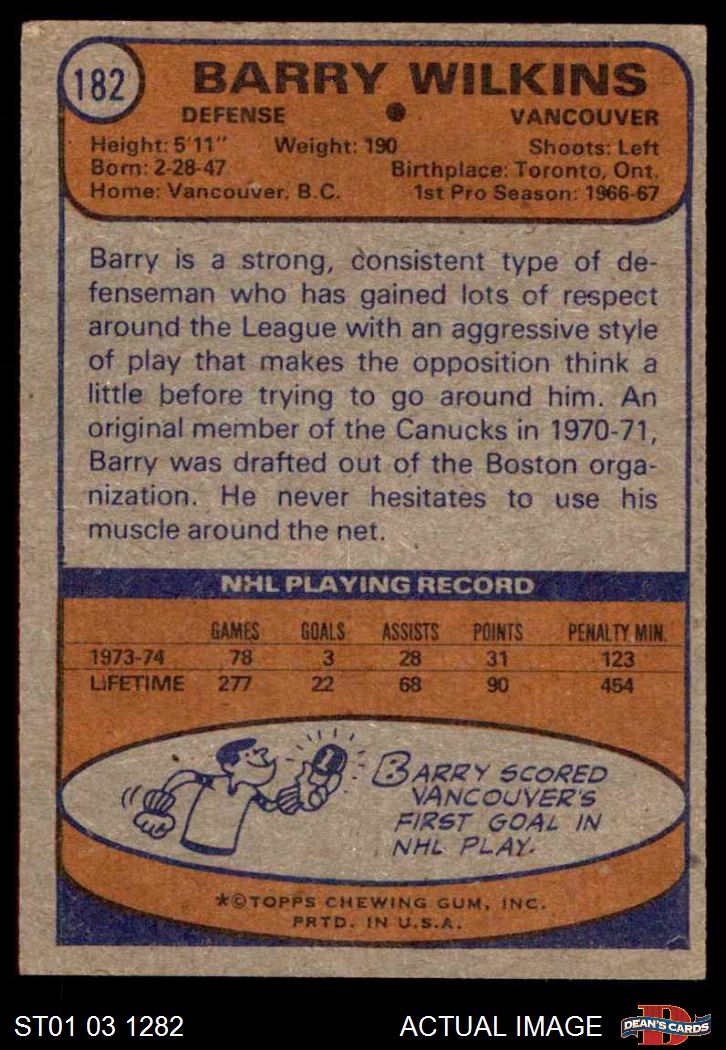 182
BARRY WILKINS
DEFENSE ● VANCOUVER
Height: 5'11" Weight: 190 Shoots: Left
Born: 2-28-47 Birthplace: Toronto, Ont.
Home: Vancouver, B.C. 1st Pro Season: 1966-67
Barry is a strong, consistent type of de-
fenseman who has gained lots of respect
around the League with an aggressive style
of play that makes the opposition think a
little before trying to go around him. An
original member of the Canucks in 1970-71,
Barry was drafted out of the Boston orga-
nization. He never hesitates to use his
muscle around the net.
NHL PLAYING RECORD
GAMES GOALS ASSISTS POINTS PENALTY MIN.
1973-74 78 3 28 31 123
LIFETIME 277 22 68 90 454
1
BARRY SCORED
VANCOUVER'S
FIRST GOAL IN
NHL PLAY.
*©TOPPS CHEWING GUM, INC.
PRTD. IN U.S.A.
ST01 03 1282
ACTUAL IMAGE
D
DEAN'S CARDS